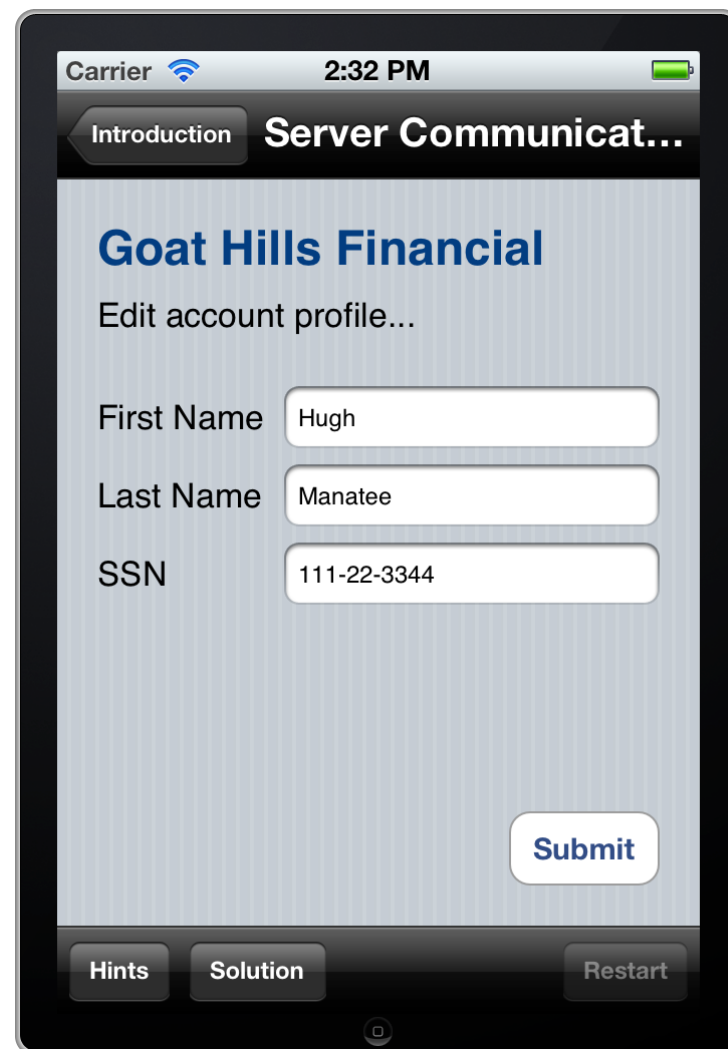 Carrier 2:32 PM
Introduction Server Communicat...
Goat Hills Financial
Edit account profile...
First Name Hugh
Last Name Manatee
SSN 111-22-3344
Submit
Hints Solution Restart